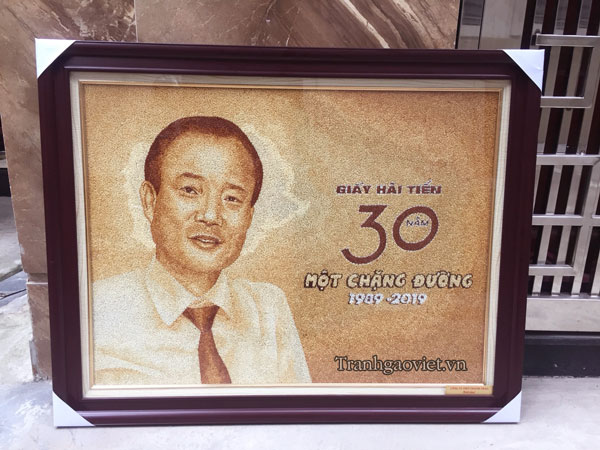 GIẤY HẢI TIẾN
30
NĂM
MỘT CHẶNG ĐƯỜNG
1989-2019
Tranhgaoviet.vn